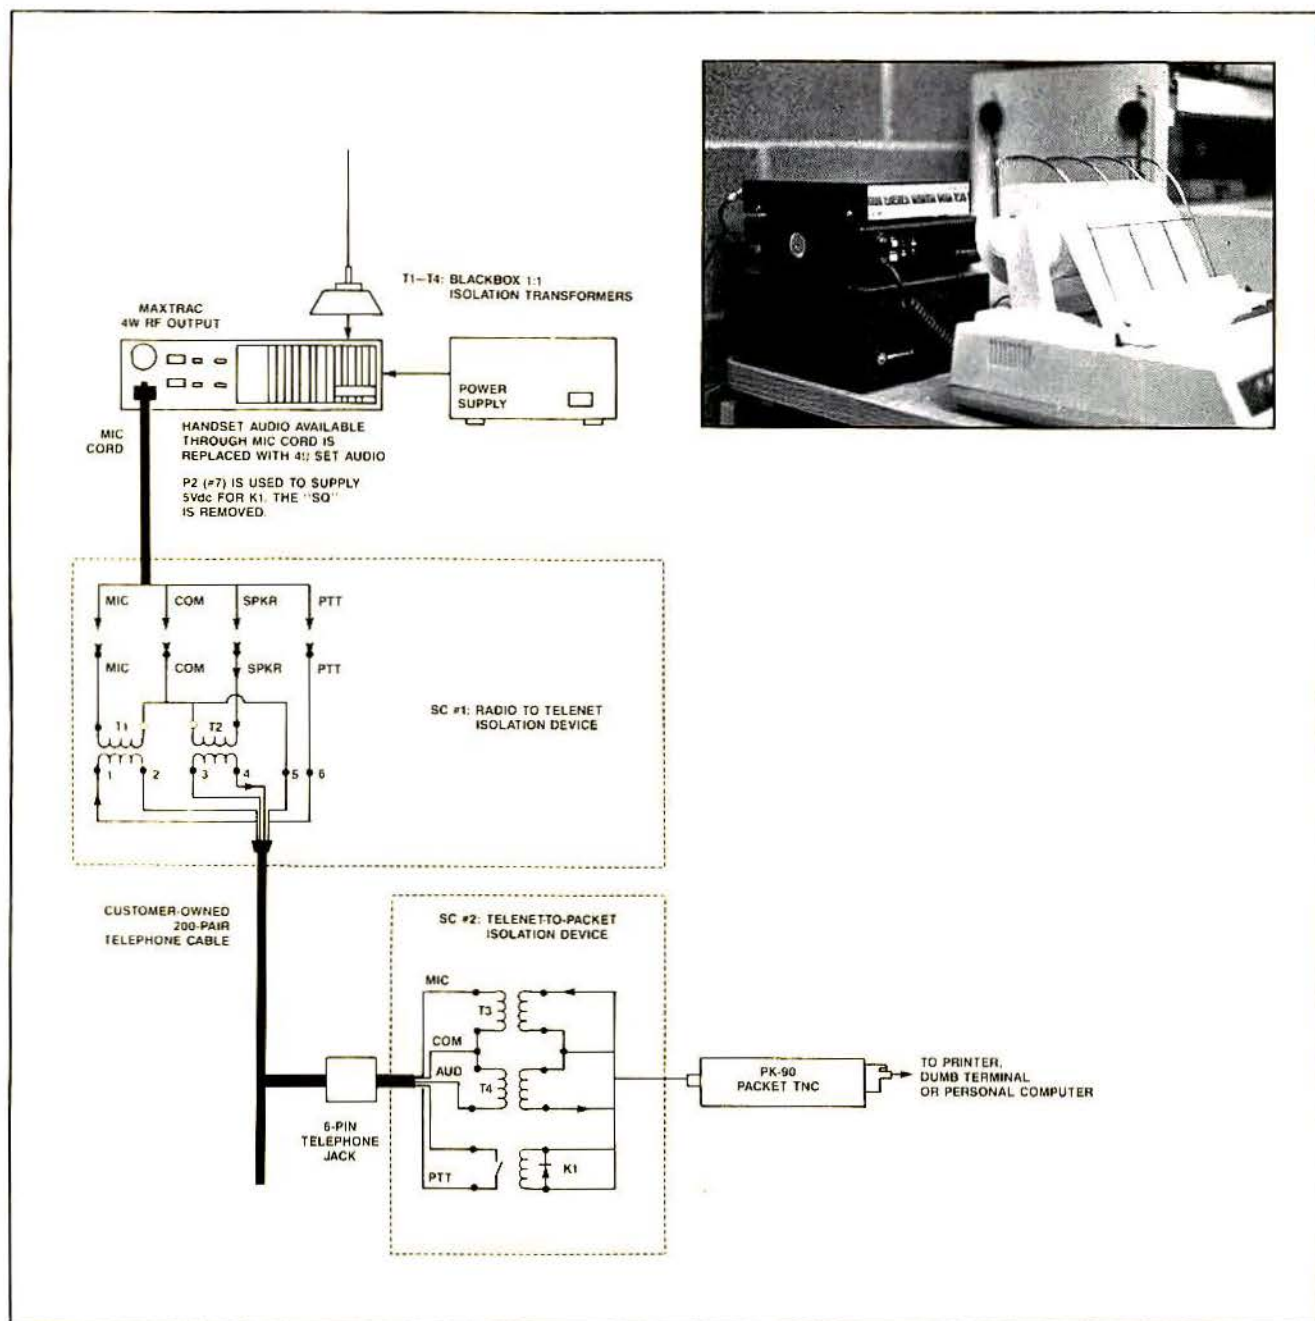 T1–T4: BLACKBOX 1:1
ISOLATION TRANSFORMERS
MAXTRAC
4W RF OUTPUT
POWER
SUPPLY
MIC
CORD
HANDSET AUDIO AVAILABLE
THROUGH MIC CORD IS
REPLACED WITH 4Ω SET AUDIO
P2 (#7) IS USED TO SUPPLY
5Vdc FOR K1. THE "SQ"
IS REMOVED.
MIC COM SPKR PTT
MIC COM SPKR PTT
T1 T2
1 2 3 4 5 6
SC #1: RADIO TO TELENET
ISOLATION DEVICE
CUSTOMER-OWNED
200-PAIR
TELEPHONE CABLE
SC #2: TELENET-TO-PACKET
ISOLATION DEVICE
MIC
T3
COM
AUD
T4
PTT
K1
6-PIN
TELEPHONE
JACK
PK-90
PACKET TNC
TO PRINTER,
DUMB TERMINAL
OR PERSONAL COMPUTER